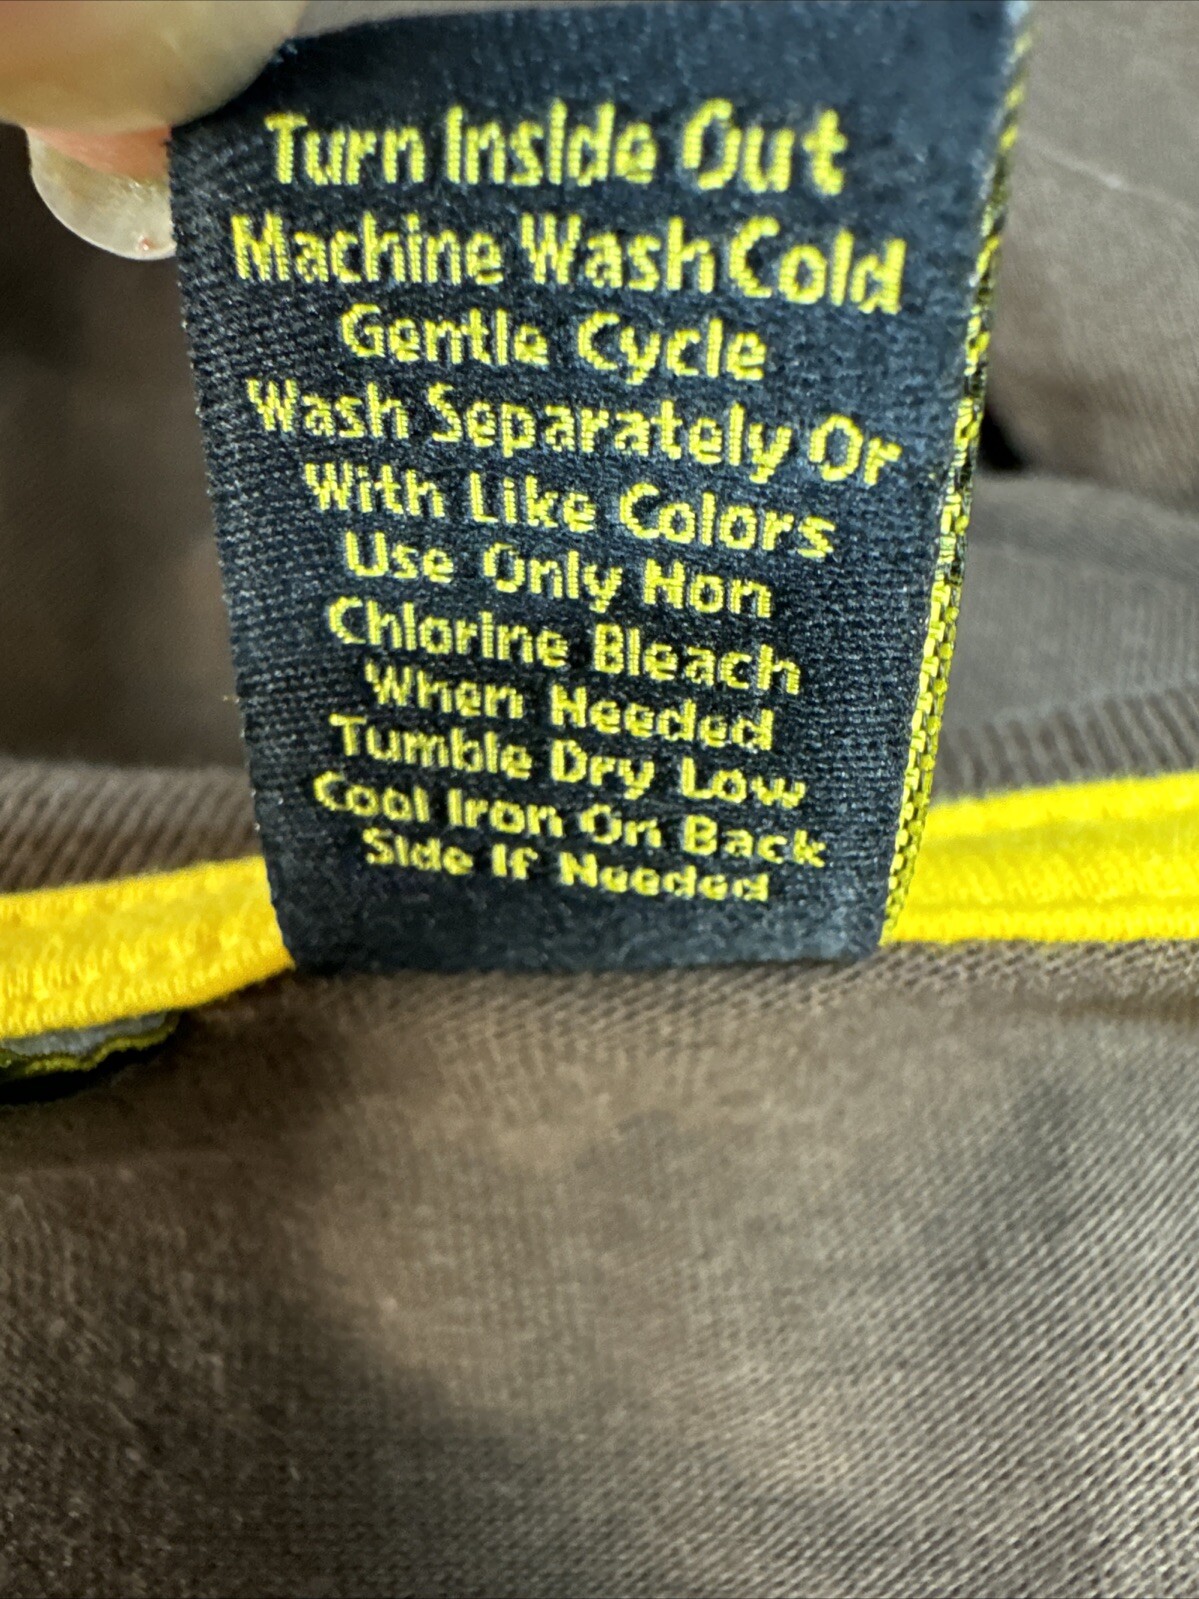 Turn Inside Out
Machine Wash Cold
Gentle Cycle
Wash Separately Or
With Like Colors
Use Only Non
Chlorine Bleach
When Needed
Tumble Dry Low
Cool Iron On Back
Side If Needed